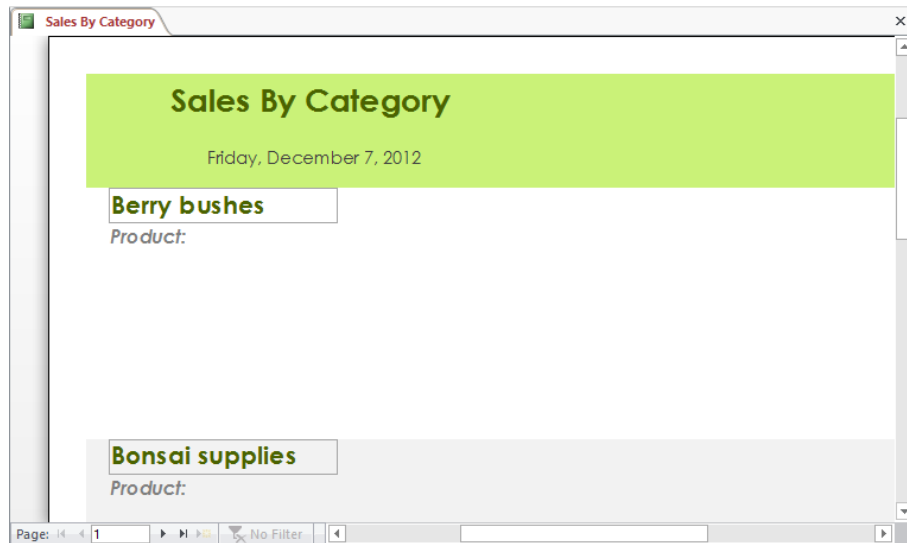 Sales By Category
Sales By Category
Friday, December 7, 2012
Berry bushes
Product:
Bonsai supplies
Product:
Page: 1 No Filter